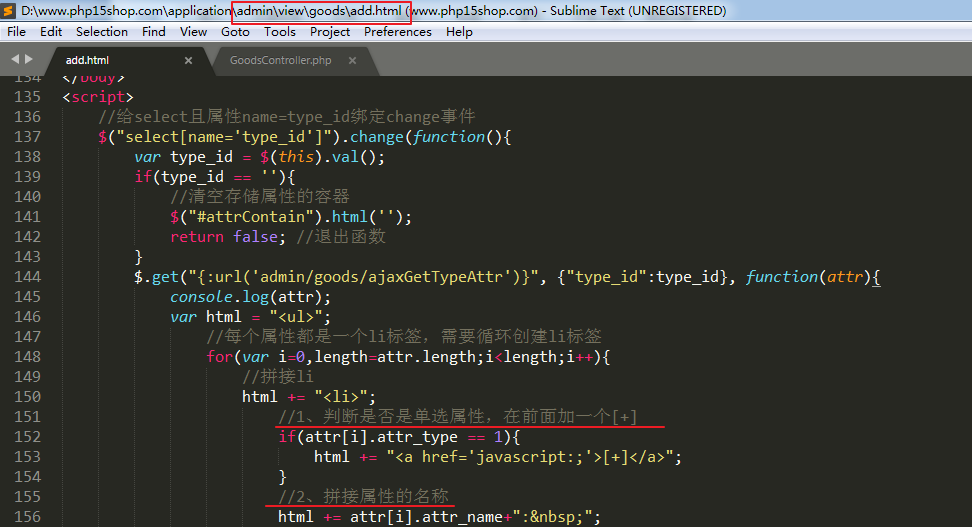 D:\www.php15shop.com\application\admin\view\goods\add.html (www.php15shop.com) - Sublime Text (UNREGISTERED)
File Edit Selection Find View Goto Tools Project Preferences Help
add.html × GoodsController.php ×
134 </body>
135 <script>
136 //给select且属性name=type_id绑定change事件
137 $("select[name='type_id']").change(function(){
138 var type_id = $(this).val();
139 if(type_id == ''){
140 //清空存储属性的容器
141 $("#attrContain").html('');
142 return false; //退出函数
143 }
144 $.get("{:url('admin/goods/ajaxGetTypeAttr')}", {"type_id":type_id}, function(attr){
145 console.log(attr);
146 var html = "<ul>";
147 //每个属性都是一个li标签，需要循环创建li标签
148 for(var i=0,length=attr.length;i<length;i++){
149 //拼接li
150 html += "<li>";
151 //1、判断是否是单选属性，在前面加一个[+]
152 if(attr[i].attr_type == 1){
153 html += "<a href='javascript:;'>[+]</a>";
154 }
155 //2、拼接属性的名称
156 html += attr[i].attr_name+":&nbsp;";